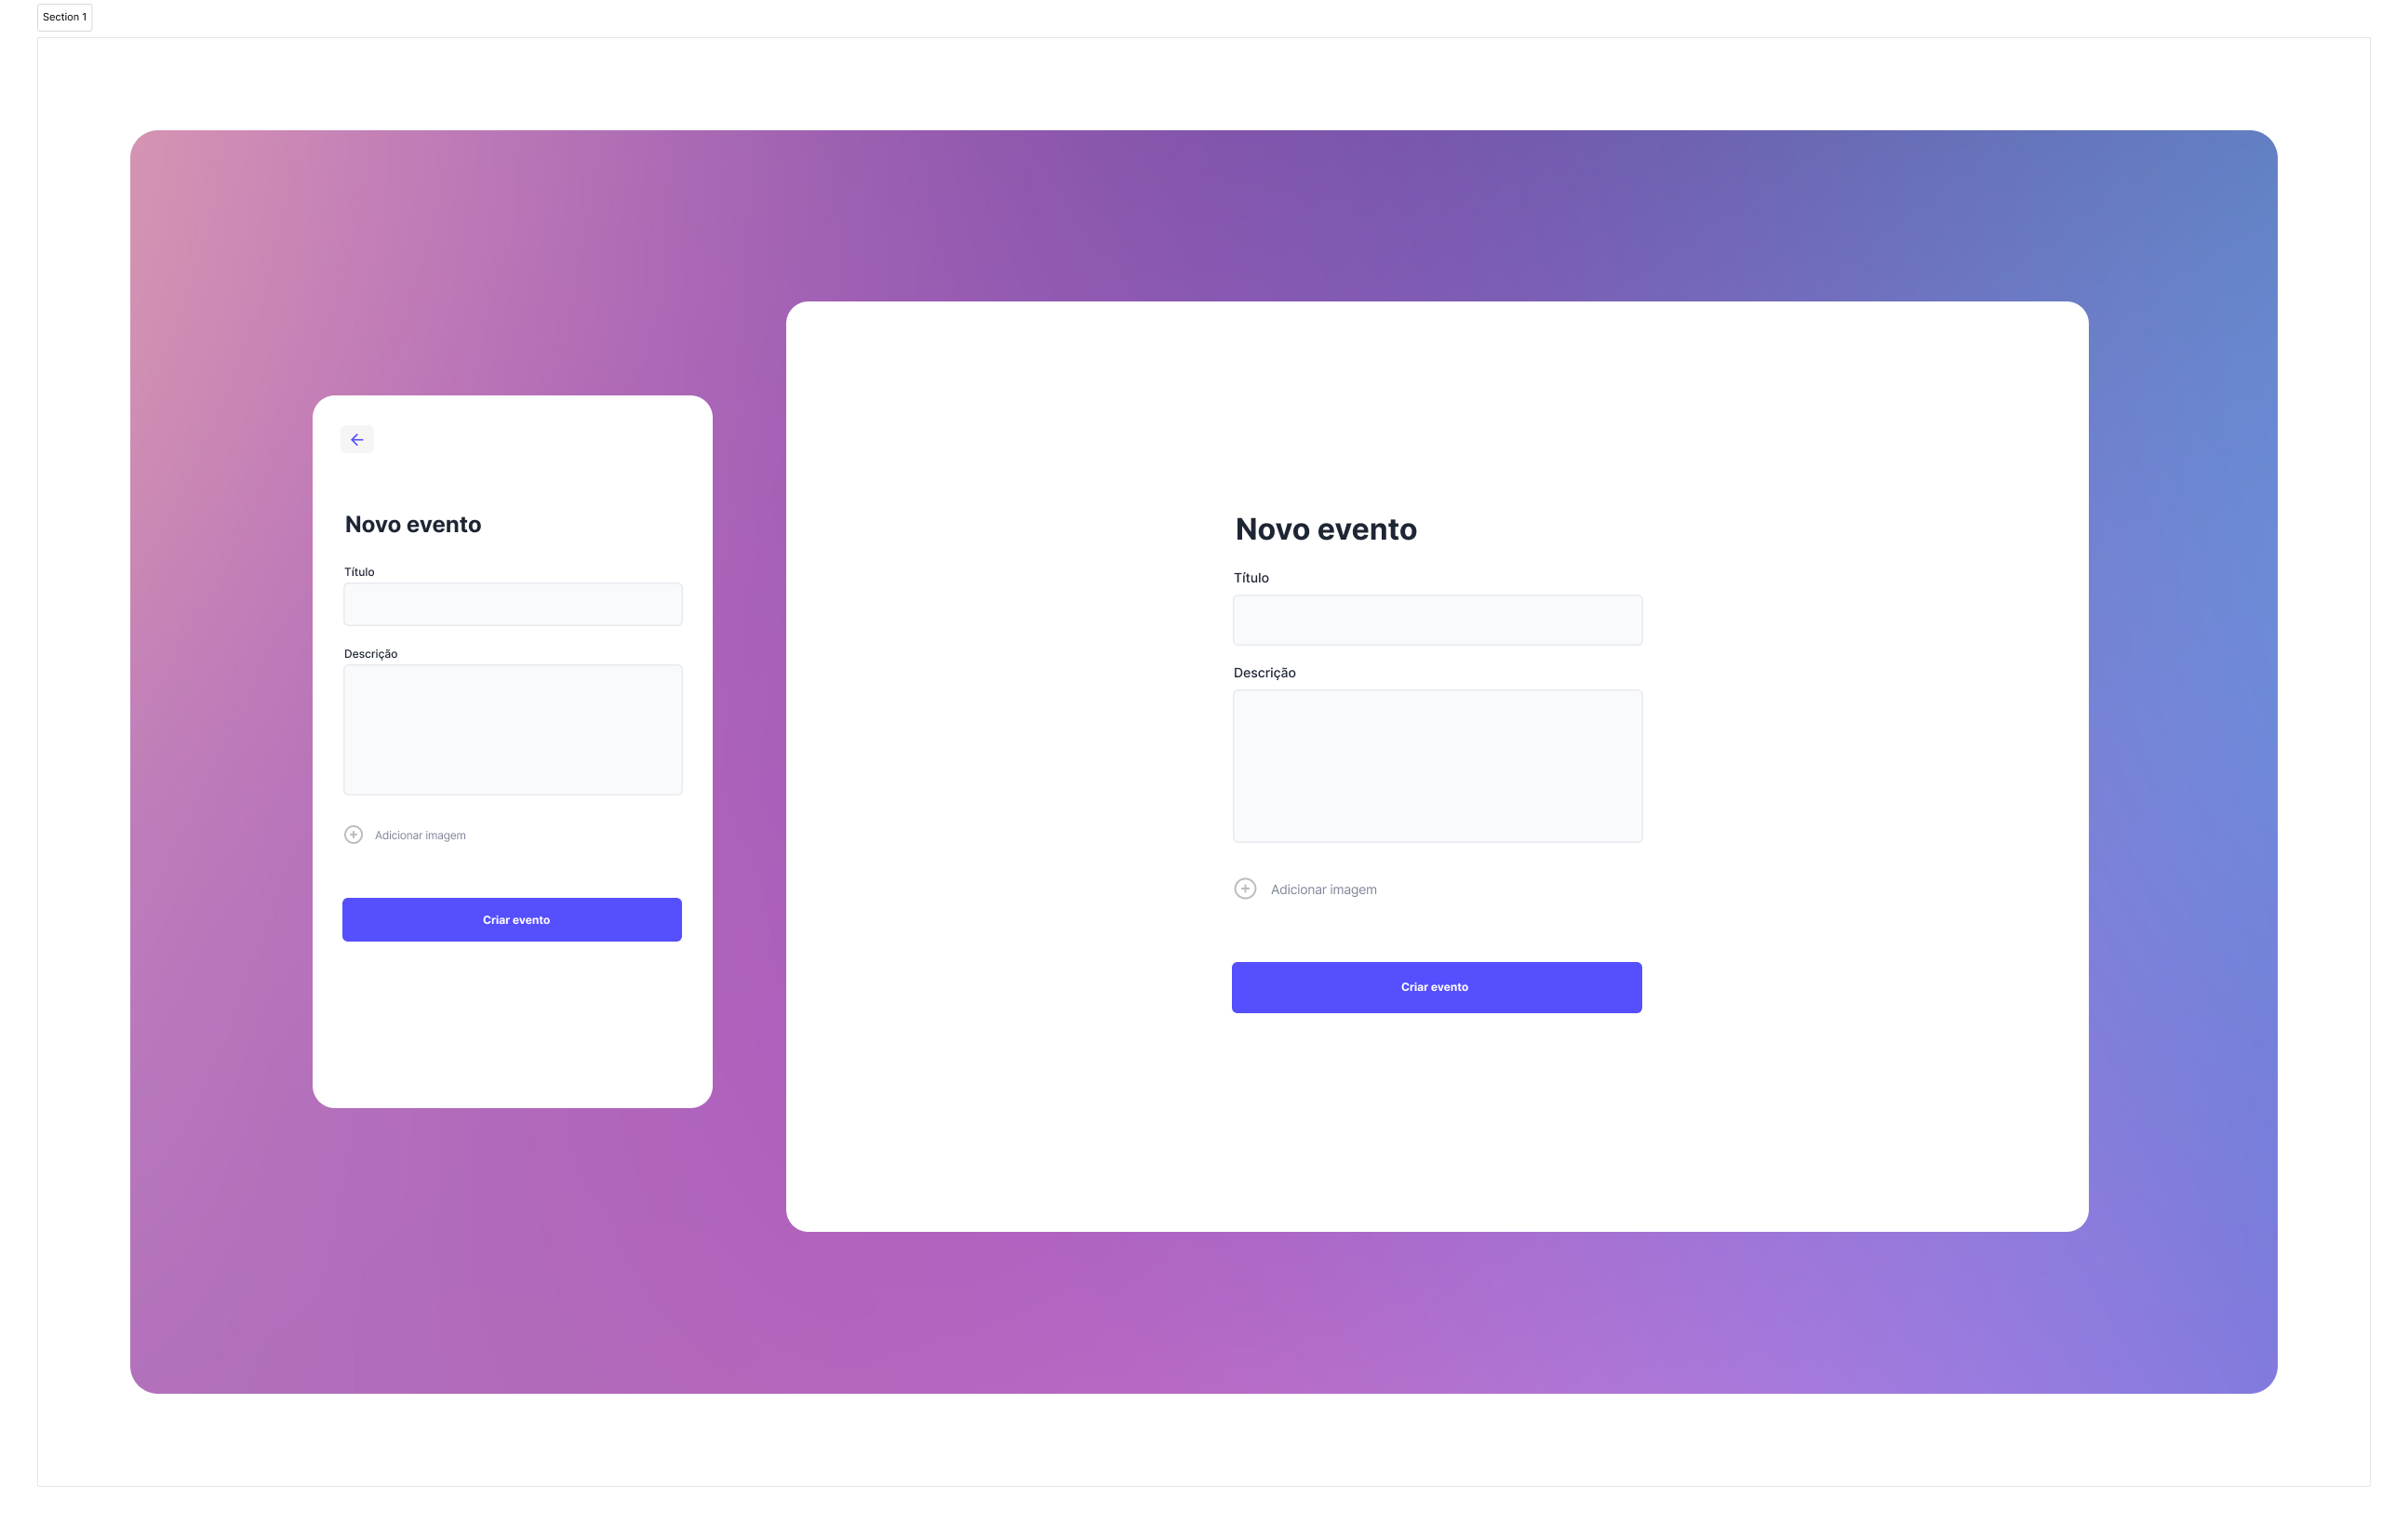 Section 1
Novo evento
Título
Descrição
Adicionar imagem
Criar evento
Novo evento
Título
Descrição
Adicionar imagem
Criar evento